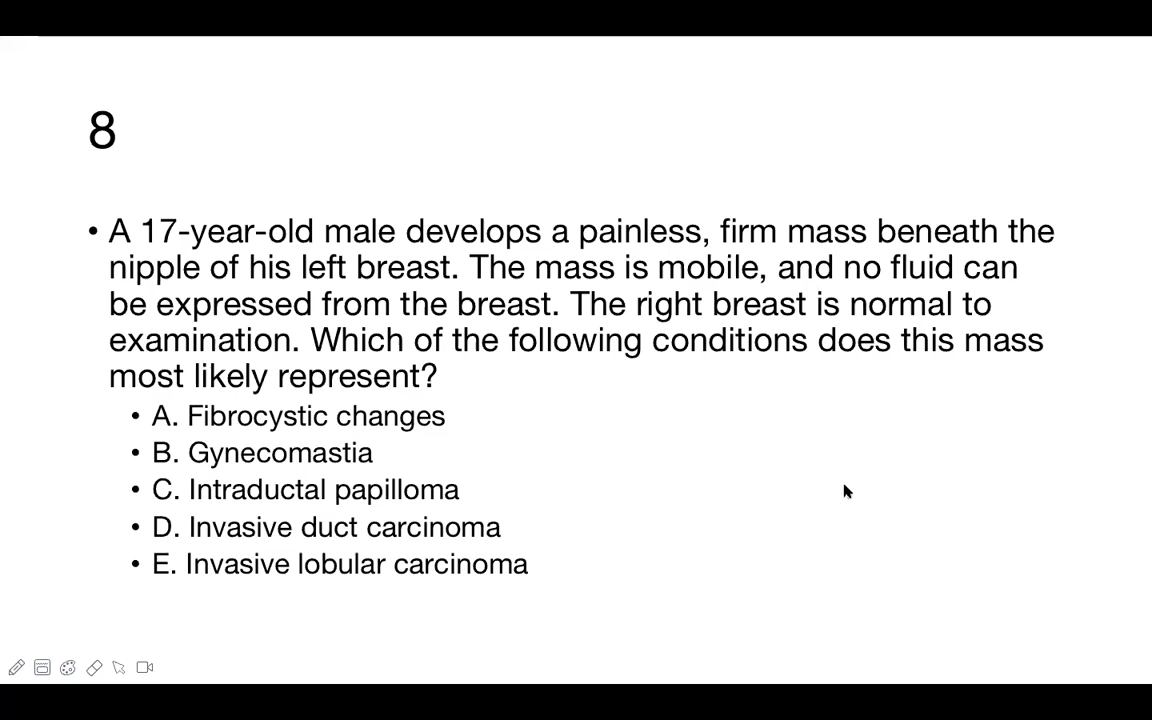 8
• A 17-year-old male develops a painless, firm mass beneath the
nipple of his left breast. The mass is mobile, and no fluid can
be expressed from the breast. The right breast is normal to
examination. Which of the following conditions does this mass
most likely represent?
• A. Fibrocystic changes
• B. Gynecomastia
• C. Intraductal papilloma
• D. Invasive duct carcinoma
• E. Invasive lobular carcinoma